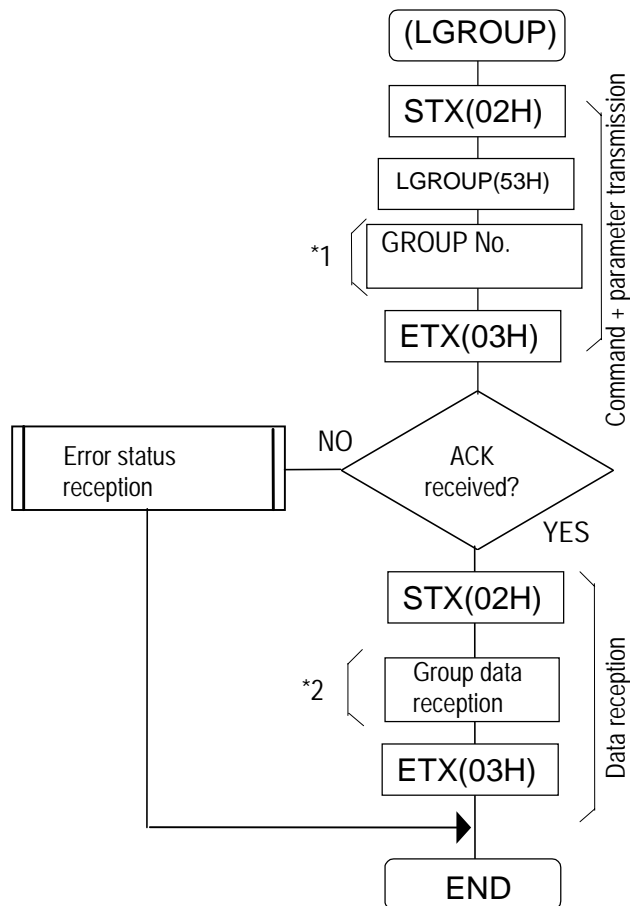 (LGROUP)
STX(02H)
LGROUP(53H)
*1
GROUP No.
ETX(03H)
Command + parameter transmission
Error status
reception
NO
ACK
received?
YES
STX(02H)
*2
Group data
reception
ETX(03H)
Data reception
END